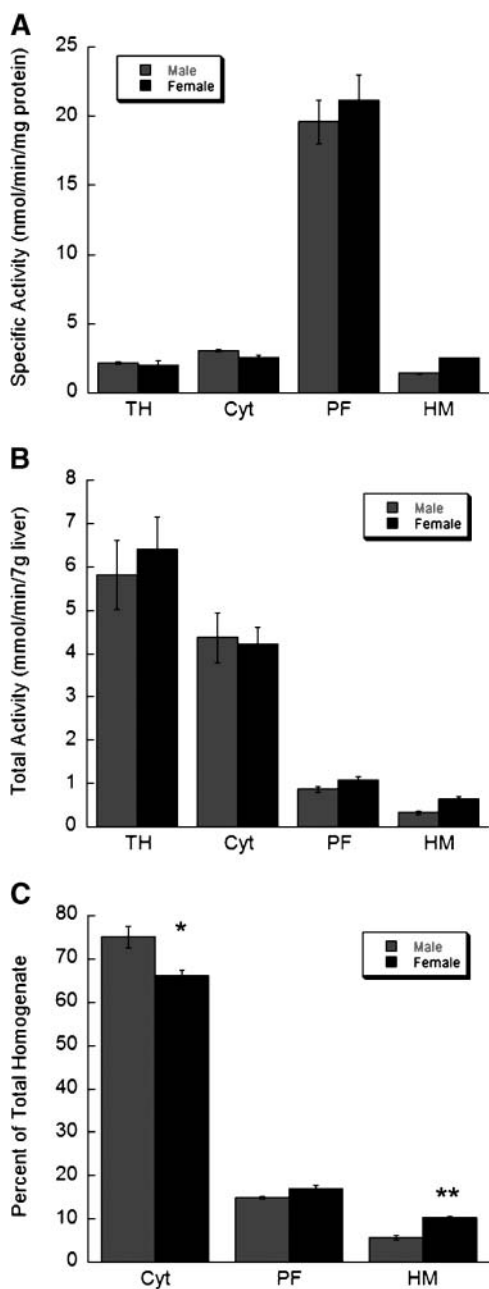 A
Specific Activity (nmol/min/mg protein)
25
20
15
10
5
0
Male
Female
TH Cyt PF HM
B
Total Activity (mmol/min/7g liver)
8
7
6
5
4
3
2
1
0
Male
Female
TH Cyt PF HM
C
Percent of Total Homogenate
80
70
60
50
40
30
20
10
0
Male
Female
*
**
Cyt PF HM